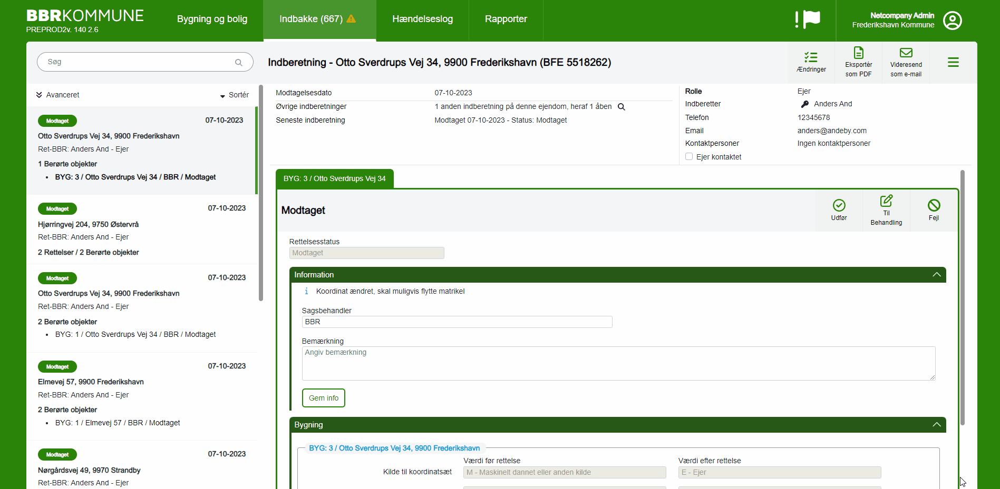 BBRKOMMUNE
PREPROD2v. 140 2.6
Bygning og bolig
Indbakke (667)
Hændelseslog
Rapporter
Netcompany Admin
Frederikshavn Kommune
Søg
Indberetning - Otto Sverdrups Vej 34, 9900 Frederikshavn (BFE 5518262)
Ændringer
Eksportér
som PDF
Videresend
som e-mail
Avanceret
Sortér
Modtaget
07-10-2023
Otto Sverdrups Vej 34, 9900 Frederikshavn
Ret-BBR: Anders And - Ejer
1 Berørte objekter
• BYG: 3 / Otto Sverdrups Vej 34 / BBR / Modtaget
Modtaget
07-10-2023
Hjørringvej 204, 9750 Østervrå
Ret-BBR: Anders And - Ejer
2 Rettelser / 2 Berørte objekter
Modtaget
07-10-2023
Otto Sverdrups Vej 34, 9900 Frederikshavn
Ret-BBR: Anders And - Ejer
2 Berørte objekter
• BYG: 1 / Otto Sverdrups Vej 34 / BBR / Modtaget
Modtaget
07-10-2023
Elmevej 57, 9900 Frederikshavn
Ret-BBR: Anders And - Ejer
2 Berørte objekter
• BYG: 1 / Elmevej 57 / BBR / Modtaget
Modtaget
07-10-2023
Nørgårdsvej 49, 9970 Strandby
Ret-BBR: Anders And - Ejer
Modtagelsesdato 07-10-2023
Øvrige indberetninger 1 anden indberetning på denne ejendom, heraf 1 åben
Seneste indberetning Modtaget 07-10-2023 - Status: Modtaget
Rolle Ejer
Indberetter Anders And
Telefon 12345678
Email anders@andeby.com
Kontaktpersoner Ingen kontaktpersoner
Ejer kontaktet
BYG: 3 / Otto Sverdrups Vej 34
Modtaget
Udfør
Til
Behandling
Fejl
Rettelsesstatus
Modtaget
Information
Koordinat ændret, skal muligvis flytte matrikel
Sagsbehandler
BBR
Bemærkning
Angiv bemærkning
Gem info
Bygning
BYG: 3 / Otto Sverdrups Vej 34, 9900 Frederikshavn
Værdi før rettelse Værdi efter rettelse
Kilde til koordinatsæt M - Maskinelt dannet eller anden kilde E - Ejer